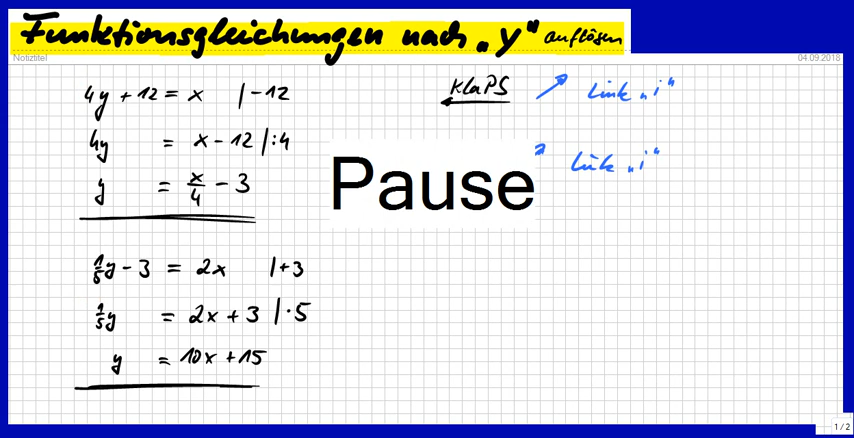 Funktionsgleichungen nach „y" auflösen
Notiztitel
04.09.2018
4y + 12 = x |-12
4y = x - 12 |:4
y = x/4 - 3
1/5y - 3 = 2x |+3
1/5y = 2x + 3 |·5
y = 10x + 15
KlaPS
Link „i"
Link „i"
Pause
1 / 2